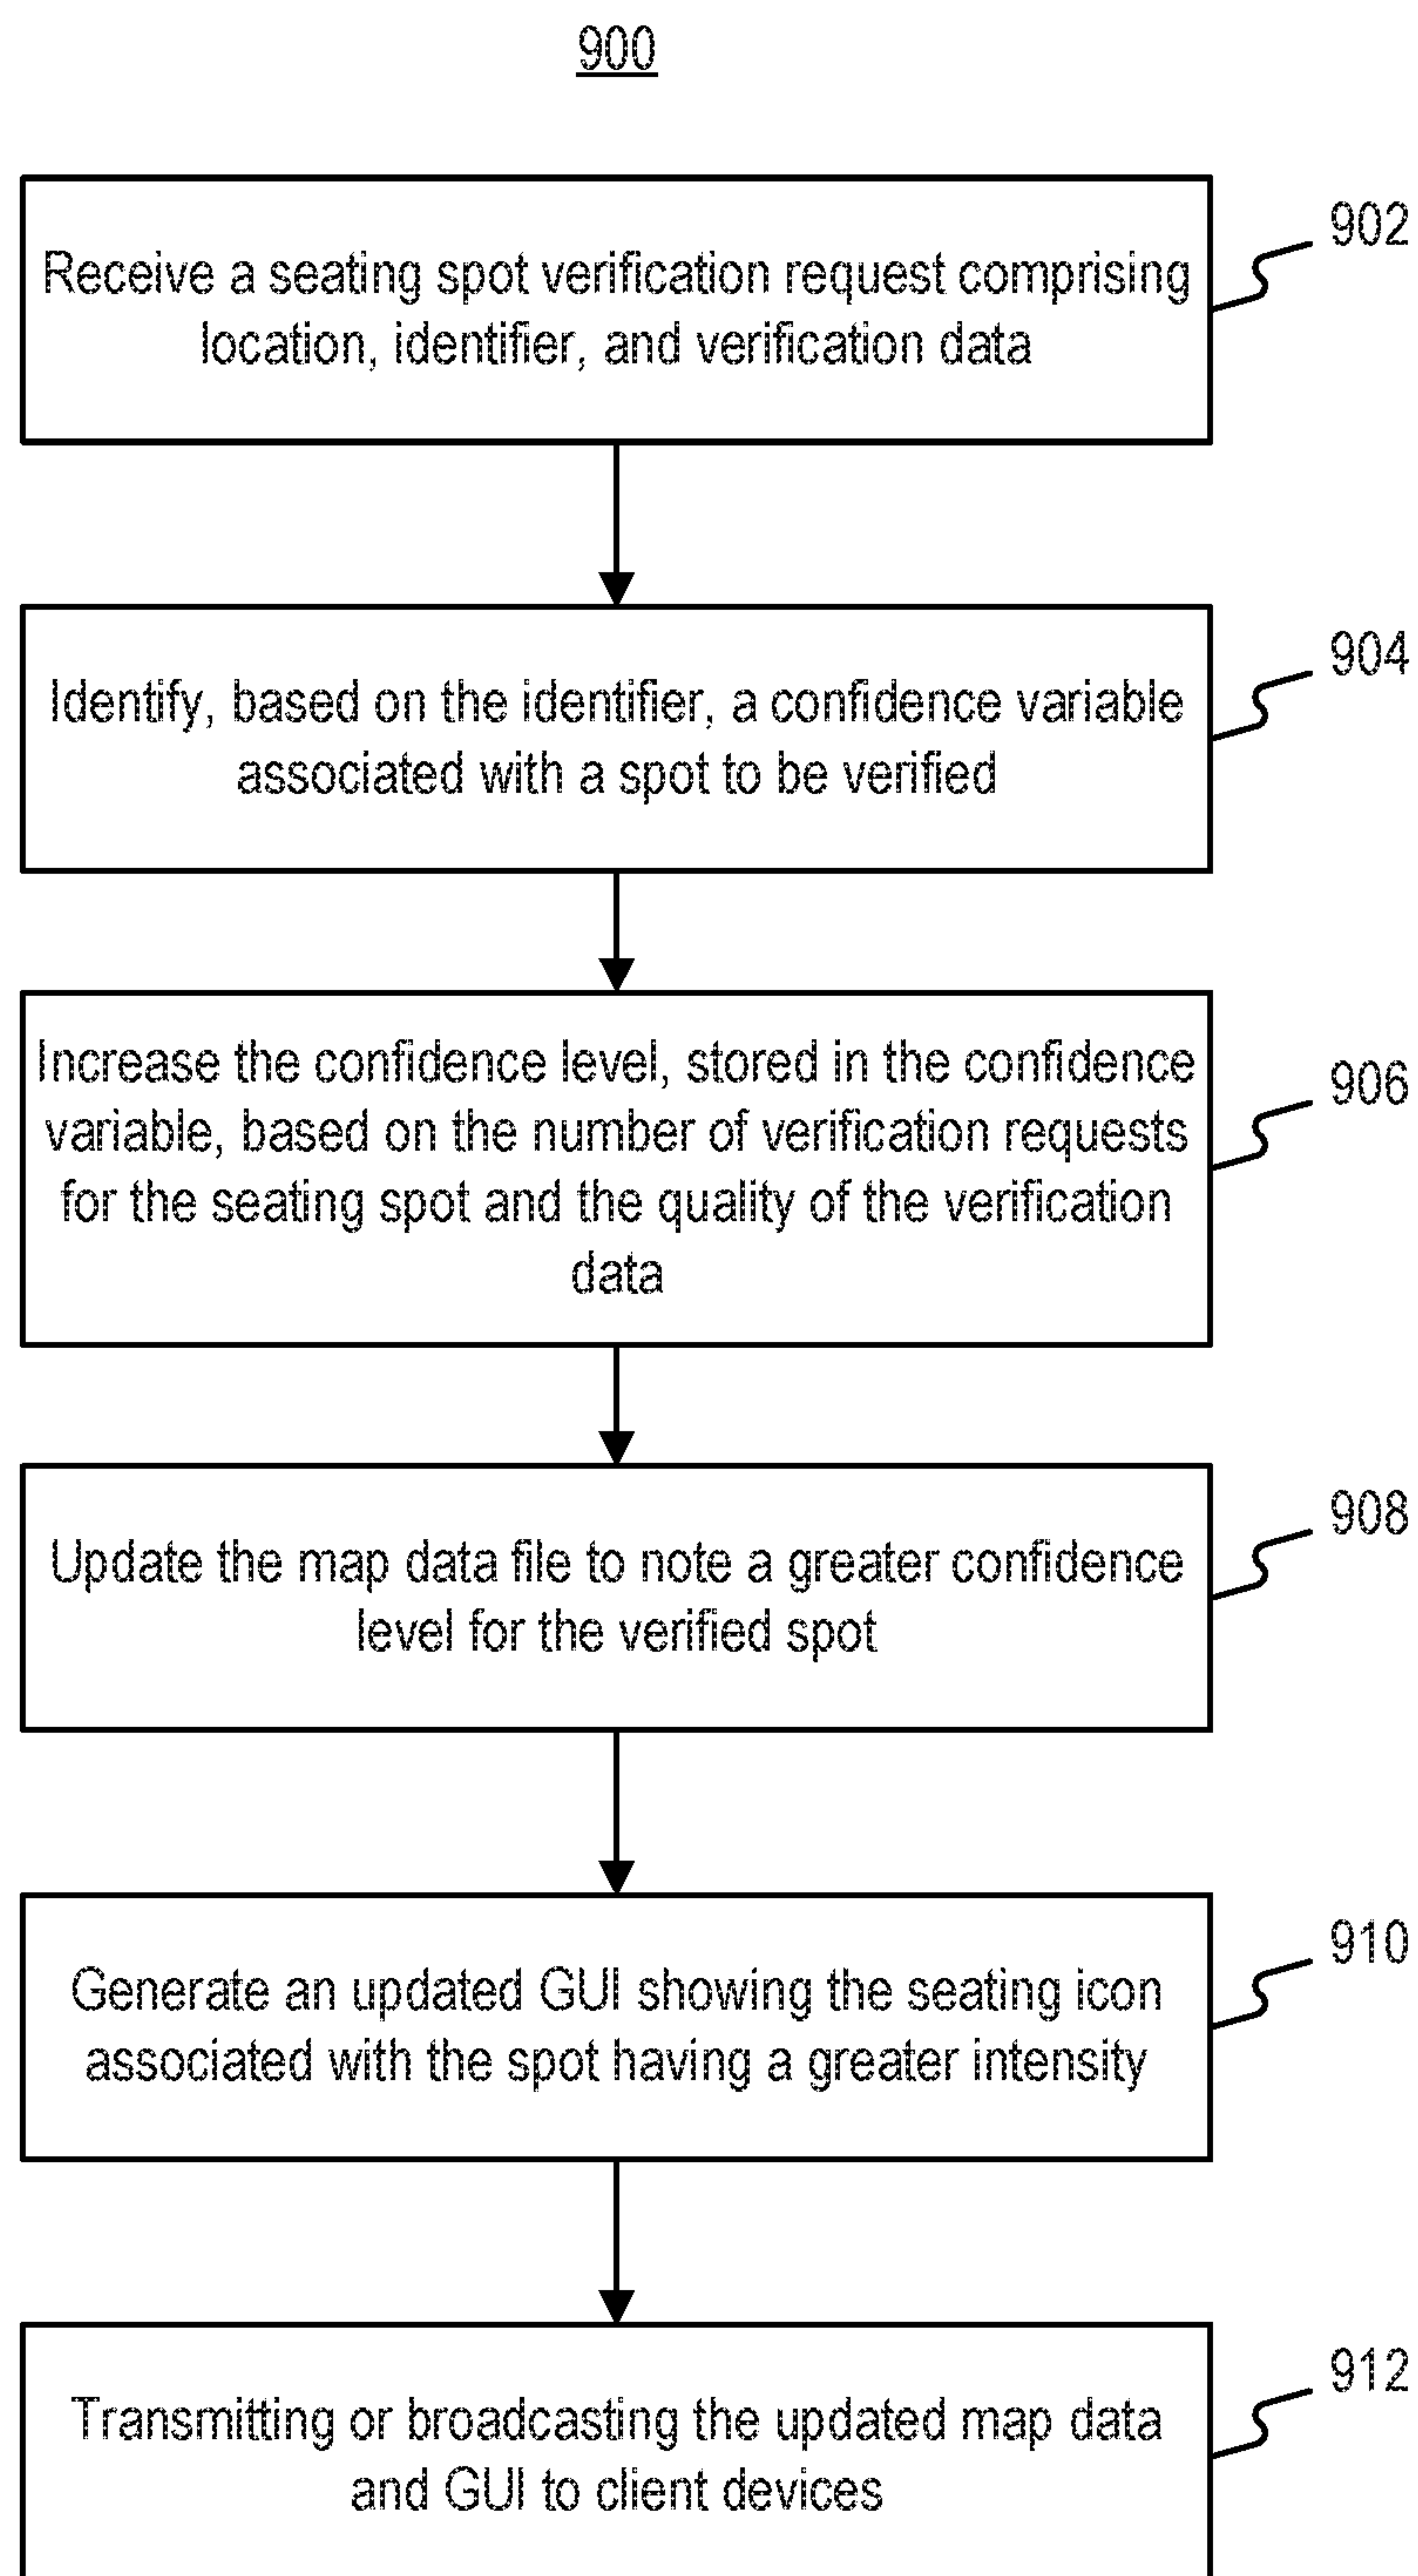 900
902
Receive a seating spot verification request comprising
location, identifier, and verification data
904
Identify, based on the identifier, a confidence variable
associated with a spot to be verified
906
Increase the confidence level, stored in the confidence
variable, based on the number of verification requests
for the seating spot and the quality of the verification
data
908
Update the map data file to note a greater confidence
level for the verified spot
910
Generate an updated GUI showing the seating icon
associated with the spot having a greater intensity
912
Transmitting or broadcasting the updated map data
and GUI to client devices